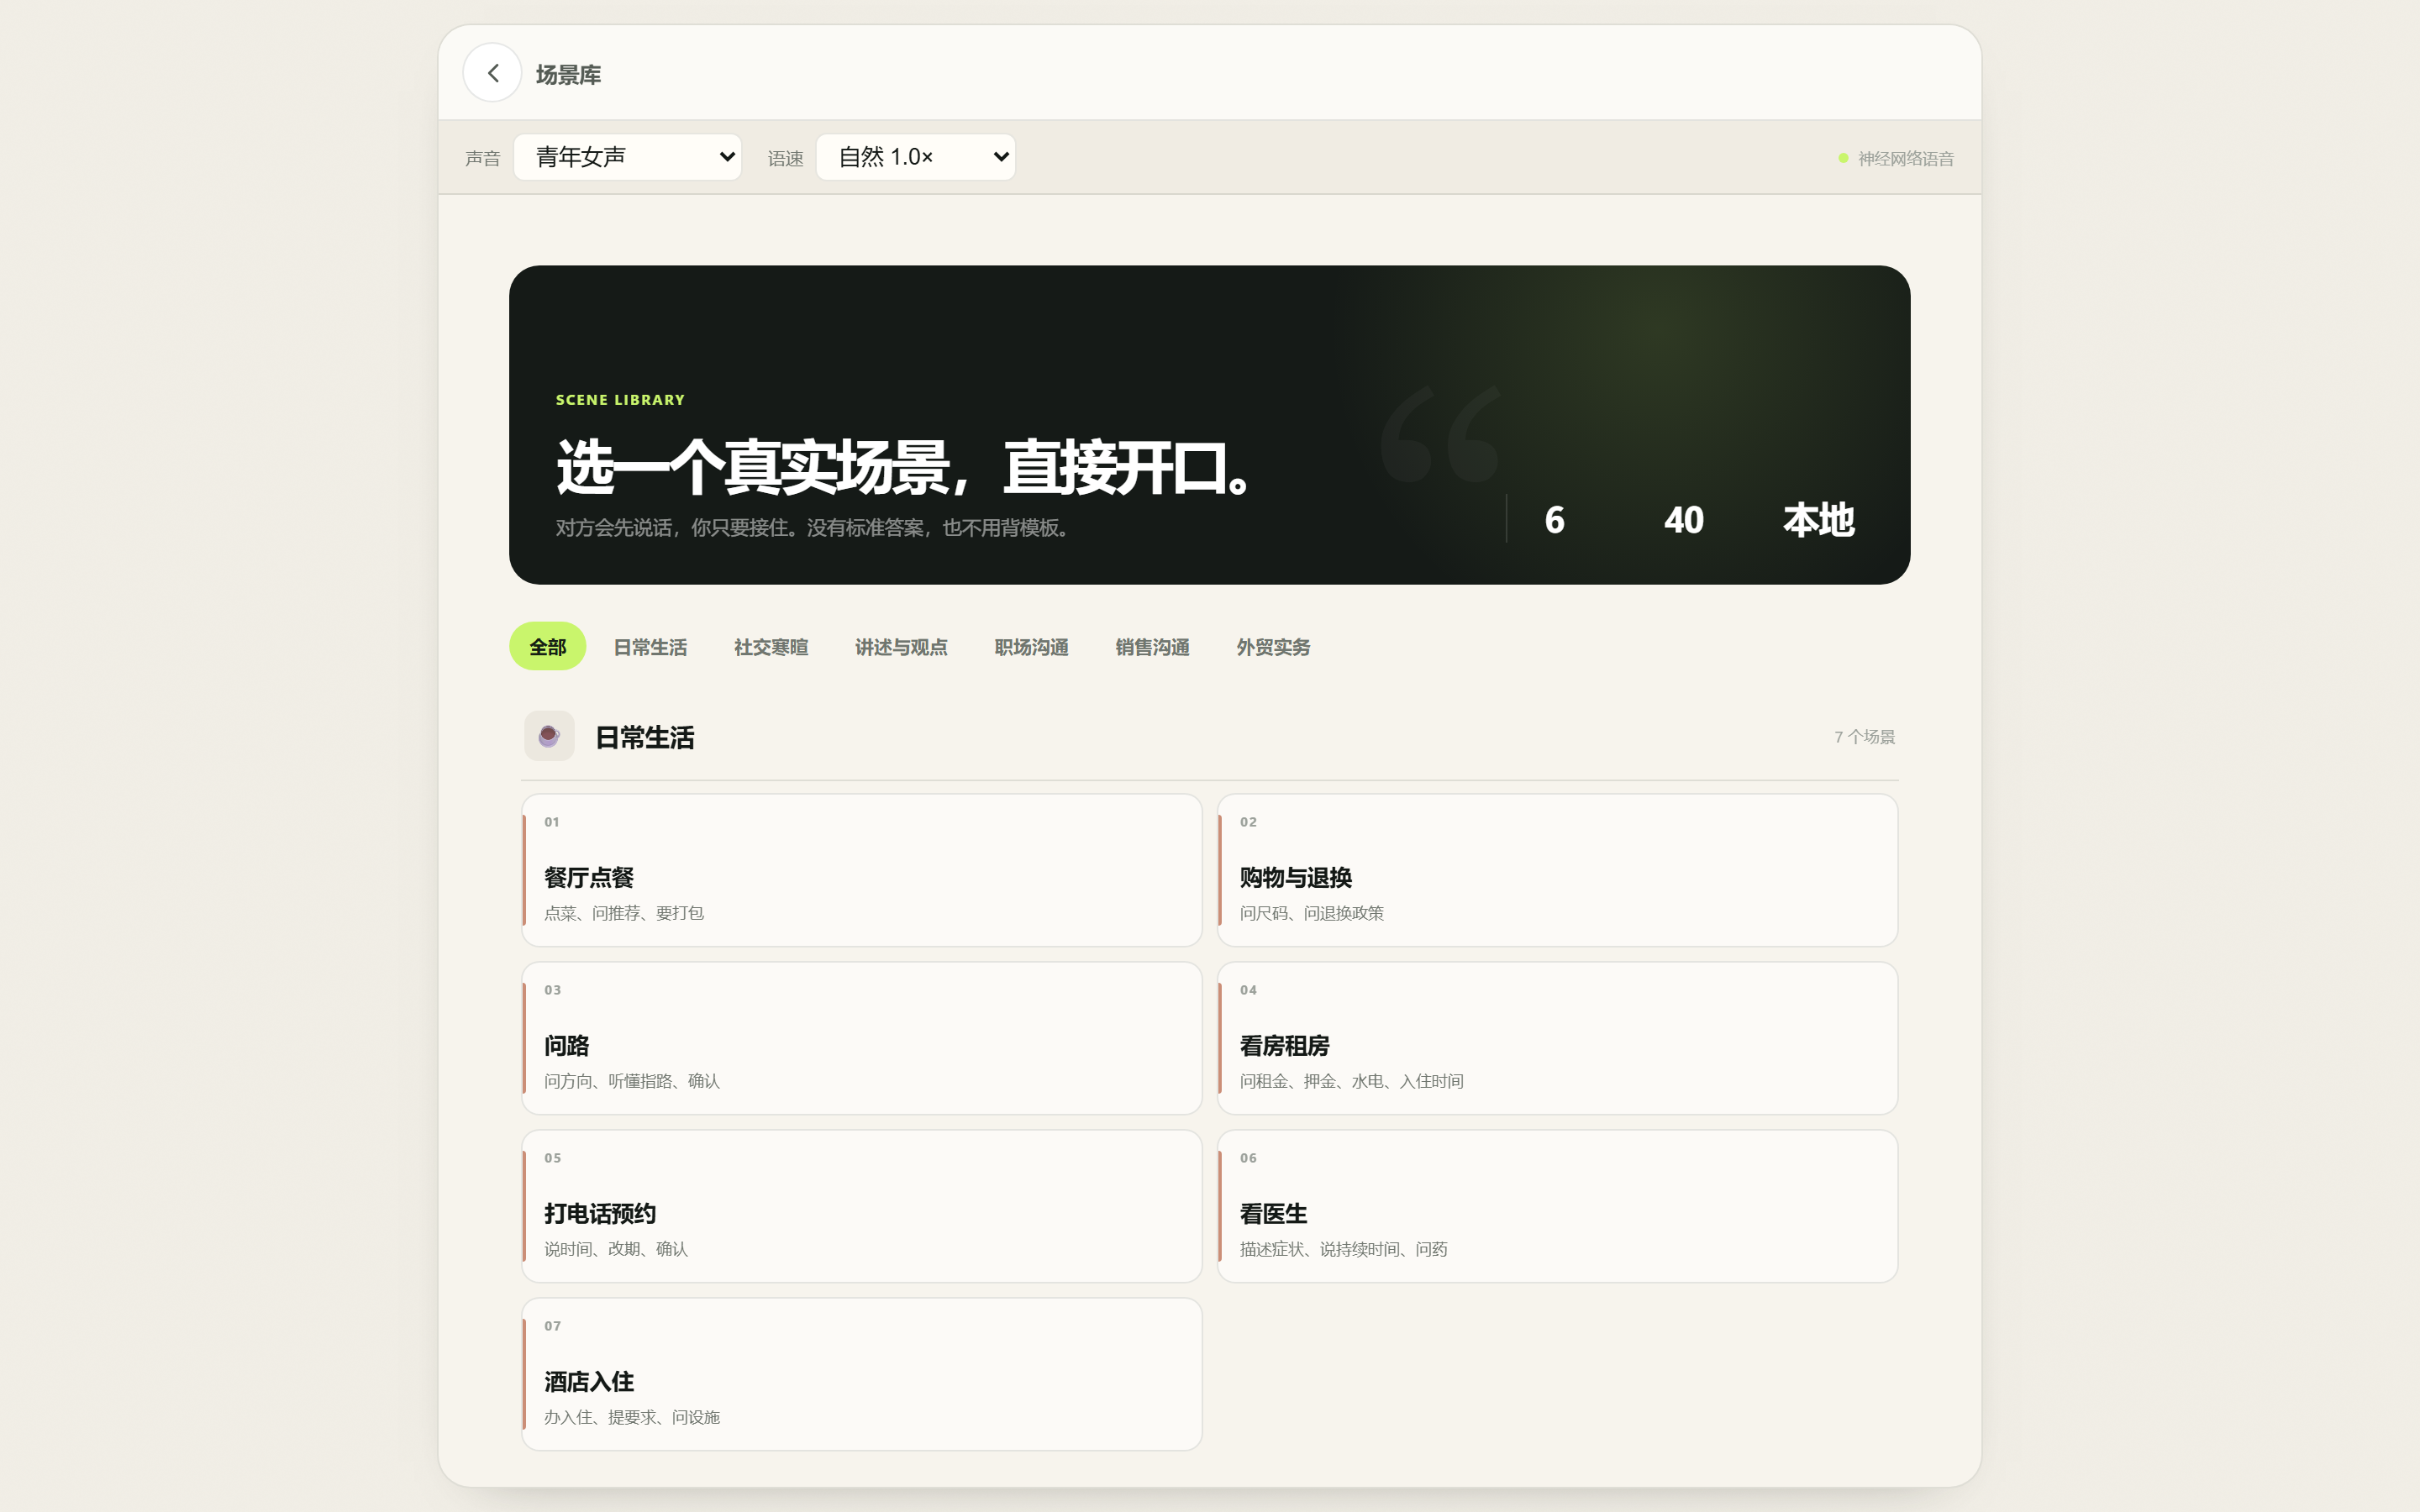 场景库
声音 青年女声 语速 自然 1.0× 神经网络语音
SCENE LIBRARY
选一个真实场景，直接开口。
对方会先说话，你只要接住。没有标准答案，也不用背模板。
“
6 40 本地
全部 日常生活 社交寒暄 讲述与观点 职场沟通 销售沟通 外贸实务
日常生活 7 个场景
01
餐厅点餐
点菜、问推荐、要打包
02
购物与退换
问尺码、问退换政策
03
问路
问方向、听懂指路、确认
04
看房租房
问租金、押金、水电、入住时间
05
打电话预约
说时间、改期、确认
06
看医生
描述症状、说持续时间、问药
07
酒店入住
办入住、提要求、问设施